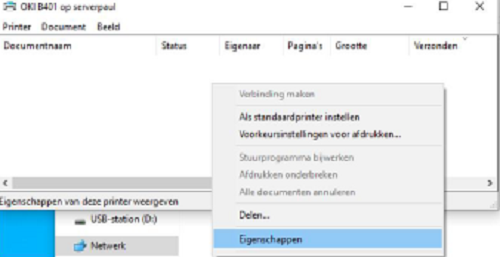 OKI B401 op serverpaul
Printer Document Beeld
Documentnaam Status Eigenaar Pagina's Grootte Verzonden
Verbinding maken
Als standaardprinter instellen
Voorkeursinstellingen voor afdrukken...
Stuurprogramma bijwerken
Afdrukken onderbreken
Alle documenten annuleren
Delen...
Eigenschappen
Eigenschappen van deze printer weergeven
USB-station (D:)
Netwerk